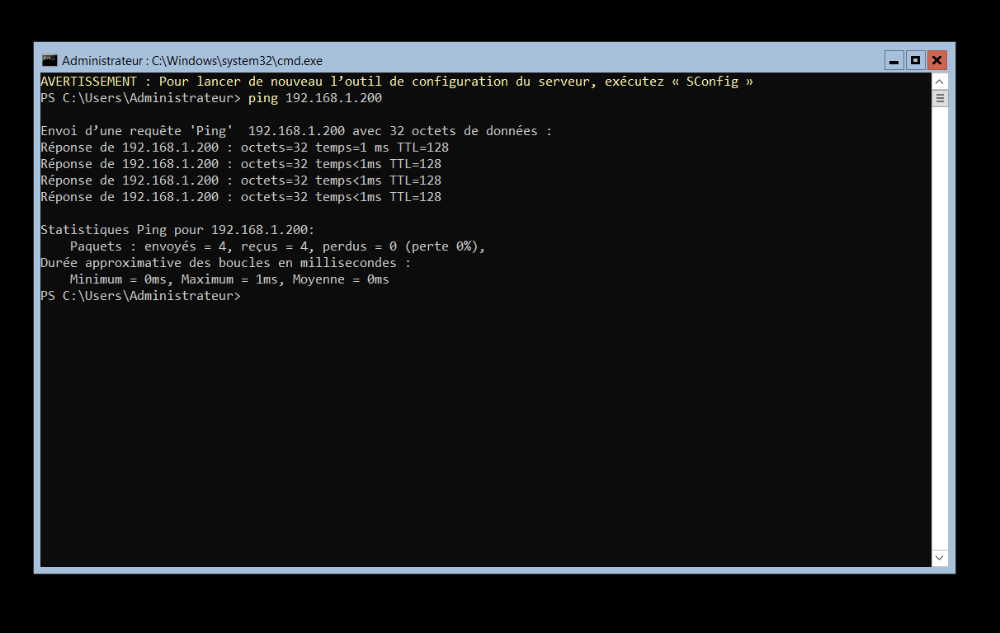 Administrateur : C:\Windows\system32\cmd.exe
AVERTISSEMENT : Pour lancer de nouveau l’outil de configuration du serveur, exécutez « SConfig »
PS C:\Users\Administrateur> ping 192.168.1.200
Envoi d’une requête 'Ping'  192.168.1.200 avec 32 octets de données :
Réponse de 192.168.1.200 : octets=32 temps=1 ms TTL=128
Réponse de 192.168.1.200 : octets=32 temps<1ms TTL=128
Réponse de 192.168.1.200 : octets=32 temps<1ms TTL=128
Réponse de 192.168.1.200 : octets=32 temps<1ms TTL=128
Statistiques Ping pour 192.168.1.200:
    Paquets : envoyés = 4, reçus = 4, perdus = 0 (perte 0%),
Durée approximative des boucles en millisecondes :
    Minimum = 0ms, Maximum = 1ms, Moyenne = 0ms
PS C:\Users\Administrateur>